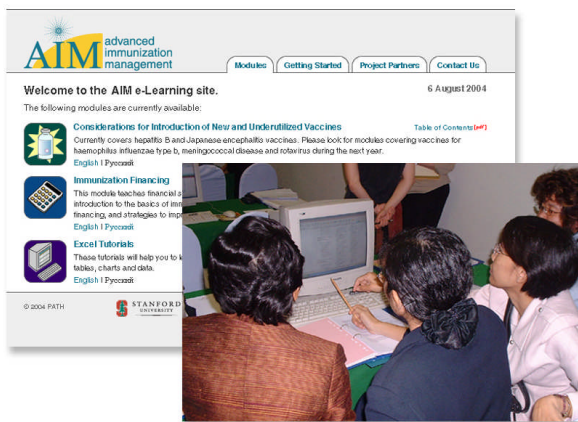 AIM advanced
immunization
management
Modules
Getting Started
Project Partners
Contact Us
Welcome to the AIM e-Learning site.
6 August 2004
The following modules are currently available:
Considerations for Introduction of New and Underutilized Vaccines
Table of Contents [pdf]
Currently covers hepatitis B and Japanese encephalitis vaccines. Please look for modules covering vaccines for
haemophilus influenzae type b, meningococcal disease and rotavirus during the next year.
English | Русский
Immunization Financing
This module teaches financial
introduction to the basics of
financing, and strategies to
English | Русский
Excel Tutorials
These tutorials will help you to
tables, charts and data.
English | Русский
© 2004 PATH
STANFORD
UNIVERSITY